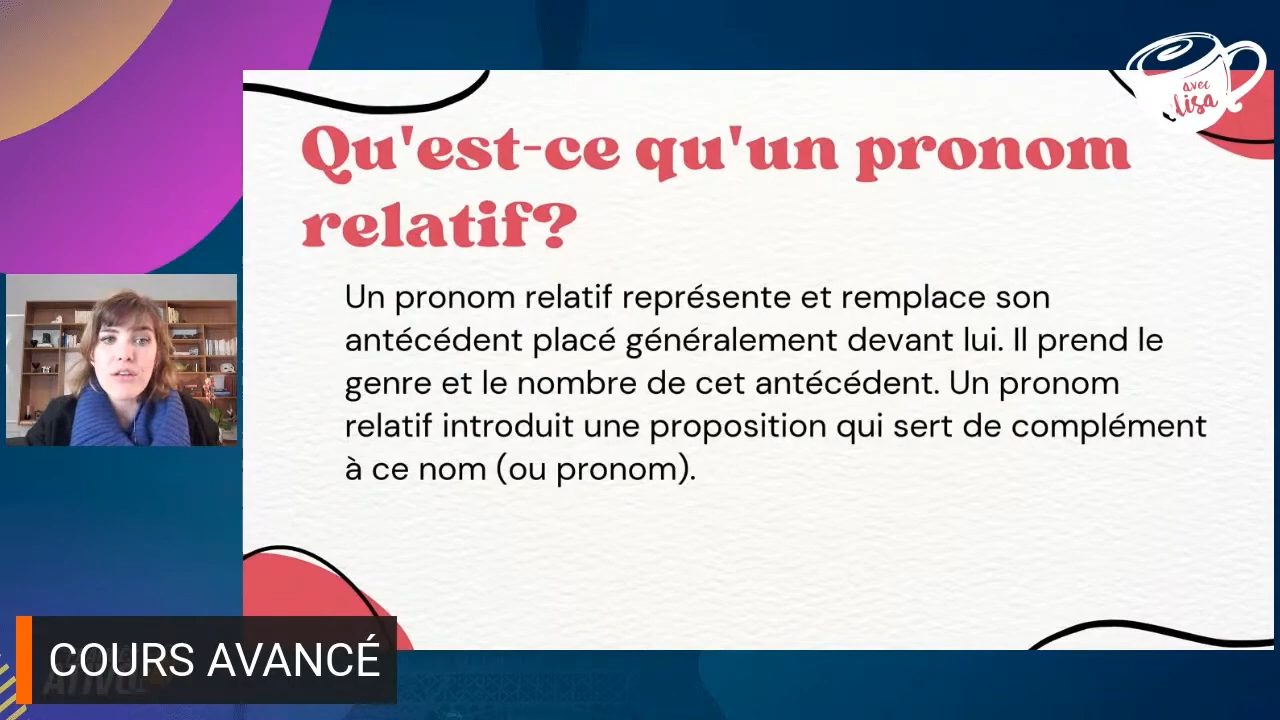 avec
lisa
Qu'est-ce qu'un pronom
relatif?
Un pronom relatif représente et remplace son
antécédent placé généralement devant lui. Il prend le
genre et le nombre de cet antécédent. Un pronom
relatif introduit une proposition qui sert de complément
à ce nom (ou pronom).
COURS AVANCÉ